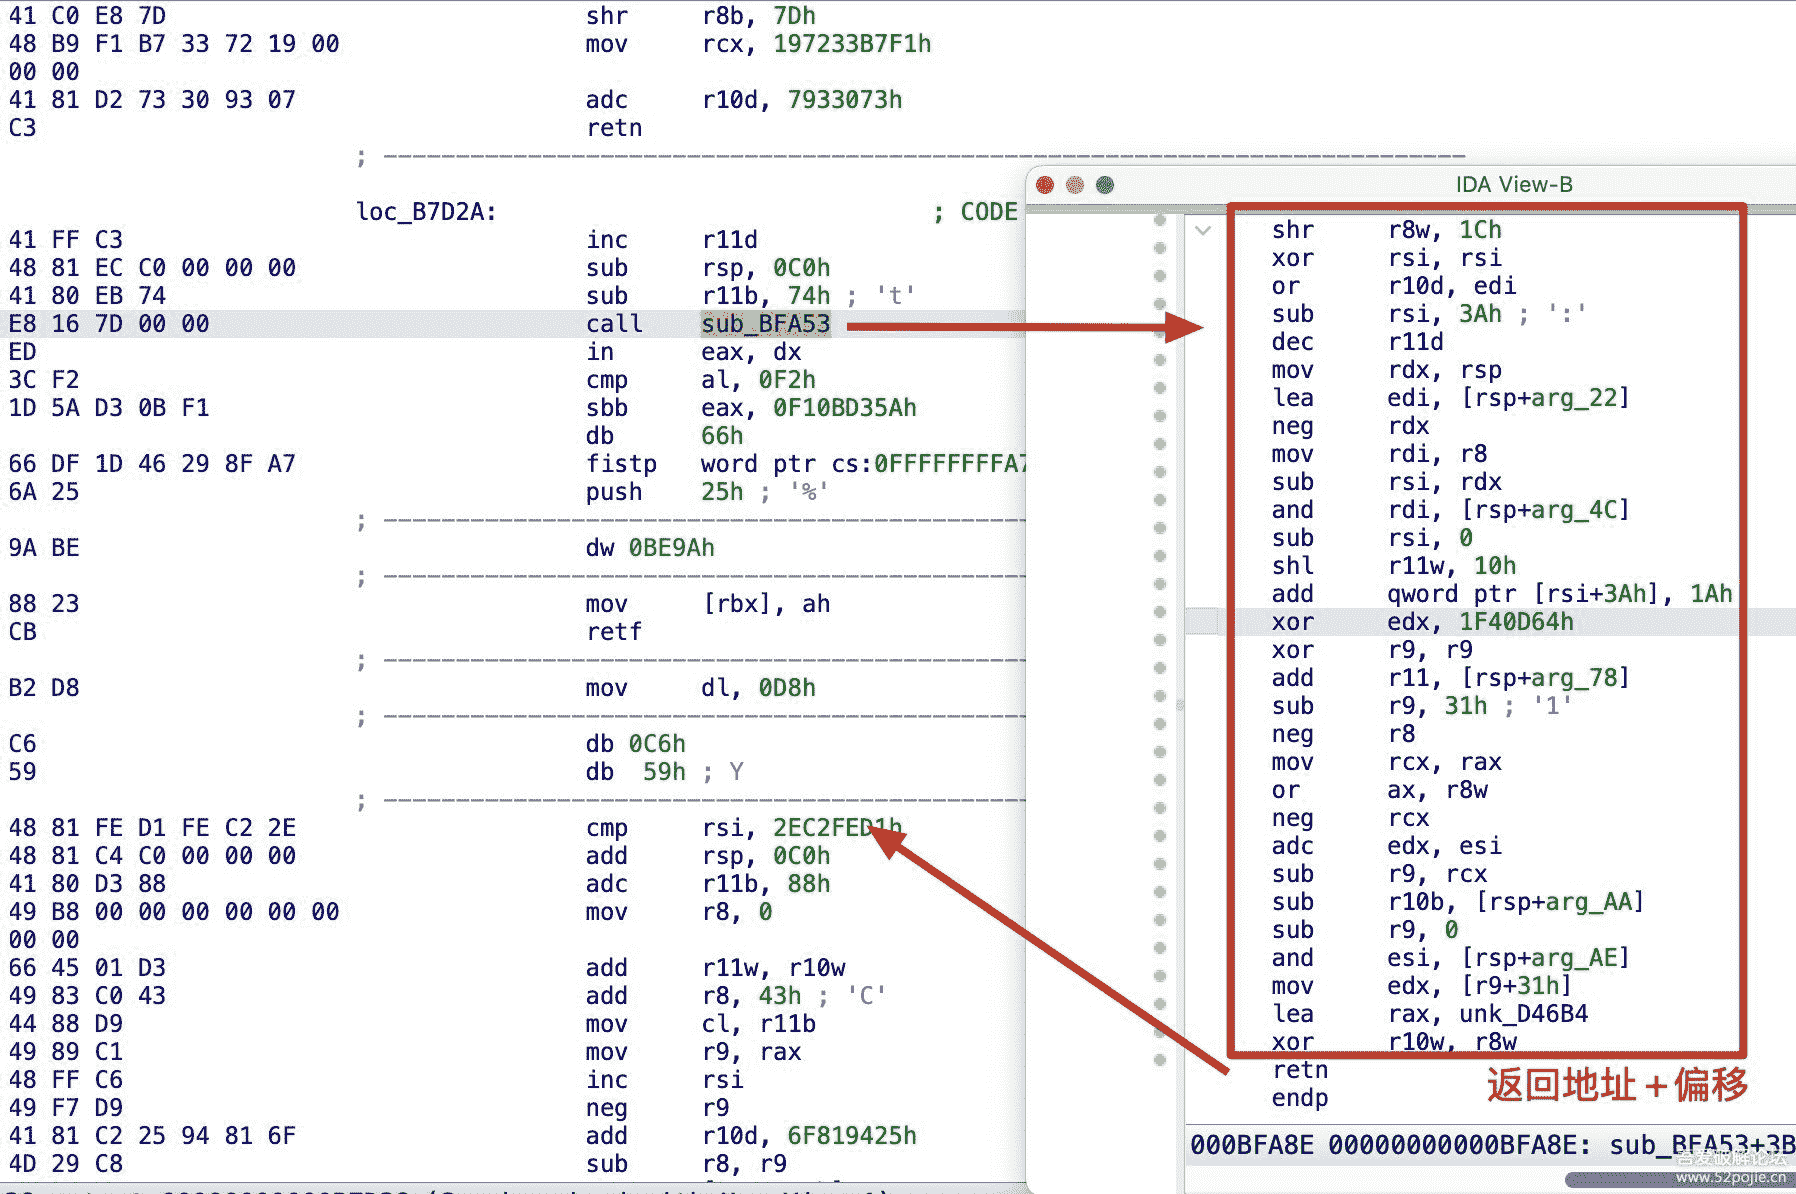 41 C0 E8 7D shr r8b, 7Dh
48 B9 F1 B7 33 72 19 00 mov rcx, 197233B7F1h
00 00
41 81 D2 73 30 93 07 adc r10d, 7933073h
C3 retn
; ---------------------------------------------------------------------------
loc_B7D2A: ; CODE
41 FF C3 inc r11d
48 81 EC C0 00 00 00 sub rsp, 0C0h
41 80 EB 74 sub r11b, 74h ; 't'
E8 16 7D 00 00 call sub_BFA53
ED in eax, dx
3C F2 cmp al, 0F2h
1D 5A D3 0B F1 sbb eax, 0F10BD35Ah
db 66h
66 DF 1D 46 29 8F A7 fistp word ptr cs:0FFFFFFFFA7
6A 25 push 25h ; '%'
; ---------------------------------------------
9A BE dw 0BE9Ah
; ---------------------------------------------
88 23 mov [rbx], ah
CB retf
; ---------------------------------------------
B2 D8 mov dl, 0D8h
; ---------------------------------------------
C6 db 0C6h
59 db 59h ; Y
; ---------------------------------------------
48 81 FE D1 FE C2 2E cmp rsi, 2EC2FED1h
48 81 C4 C0 00 00 00 add rsp, 0C0h
41 80 D3 88 adc r11b, 88h
49 B8 00 00 00 00 00 00 mov r8, 0
00 00
66 45 01 D3 add r11w, r10w
49 83 C0 43 add r8, 43h ; 'C'
44 88 D9 mov cl, r11b
49 89 C1 mov r9, rax
48 FF C6 inc rsi
49 F7 D9 neg r9
41 81 C2 25 94 81 6F add r10d, 6F819425h
4D 29 C8 sub r8, r9
IDA View-B
shr r8w, 1Ch
xor rsi, rsi
or r10d, edi
sub rsi, 3Ah ; ':'
dec r11d
mov rdx, rsp
lea edi, [rsp+arg_22]
neg rdx
mov rdi, r8
sub rsi, rdx
and rdi, [rsp+arg_4C]
sub rsi, 0
shl r11w, 10h
add qword ptr [rsi+3Ah], 1Ah
xor edx, 1F40D64h
xor r9, r9
add r11, [rsp+arg_78]
sub r9, 31h ; '1'
neg r8
mov rcx, rax
or ax, r8w
neg rcx
adc edx, esi
sub r9, rcx
sub r10b, [rsp+arg_AA]
sub r9, 0
and esi, [rsp+arg_AE]
mov edx, [r9+31h]
lea rax, unk_D46B4
xor r10w, r8w
retn
endp
返回地址+偏移
000BFA8E 00000000000BFA8E: sub_BFA53+3B
吾爱破解论坛
www.52pojie.cn